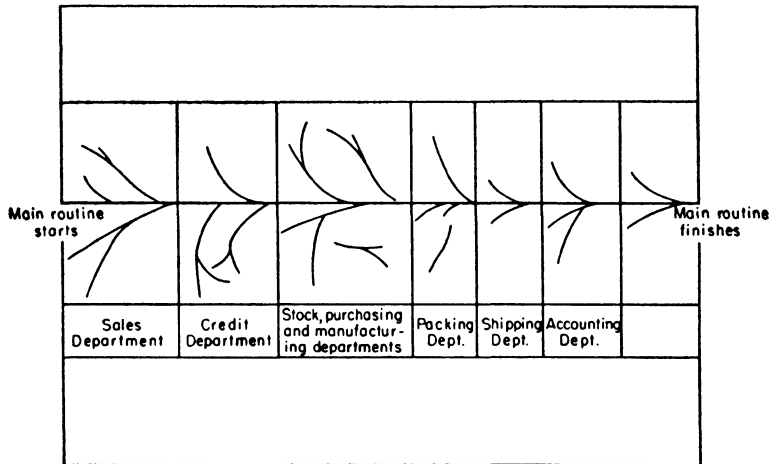 Main routine
starts
Main routine
finishes
Sales
Department
Credit
Department
Stock, purchasing
and manufactur-
ing departments
Packing
Dept.
Shipping
Dept.
Accounting
Dept.